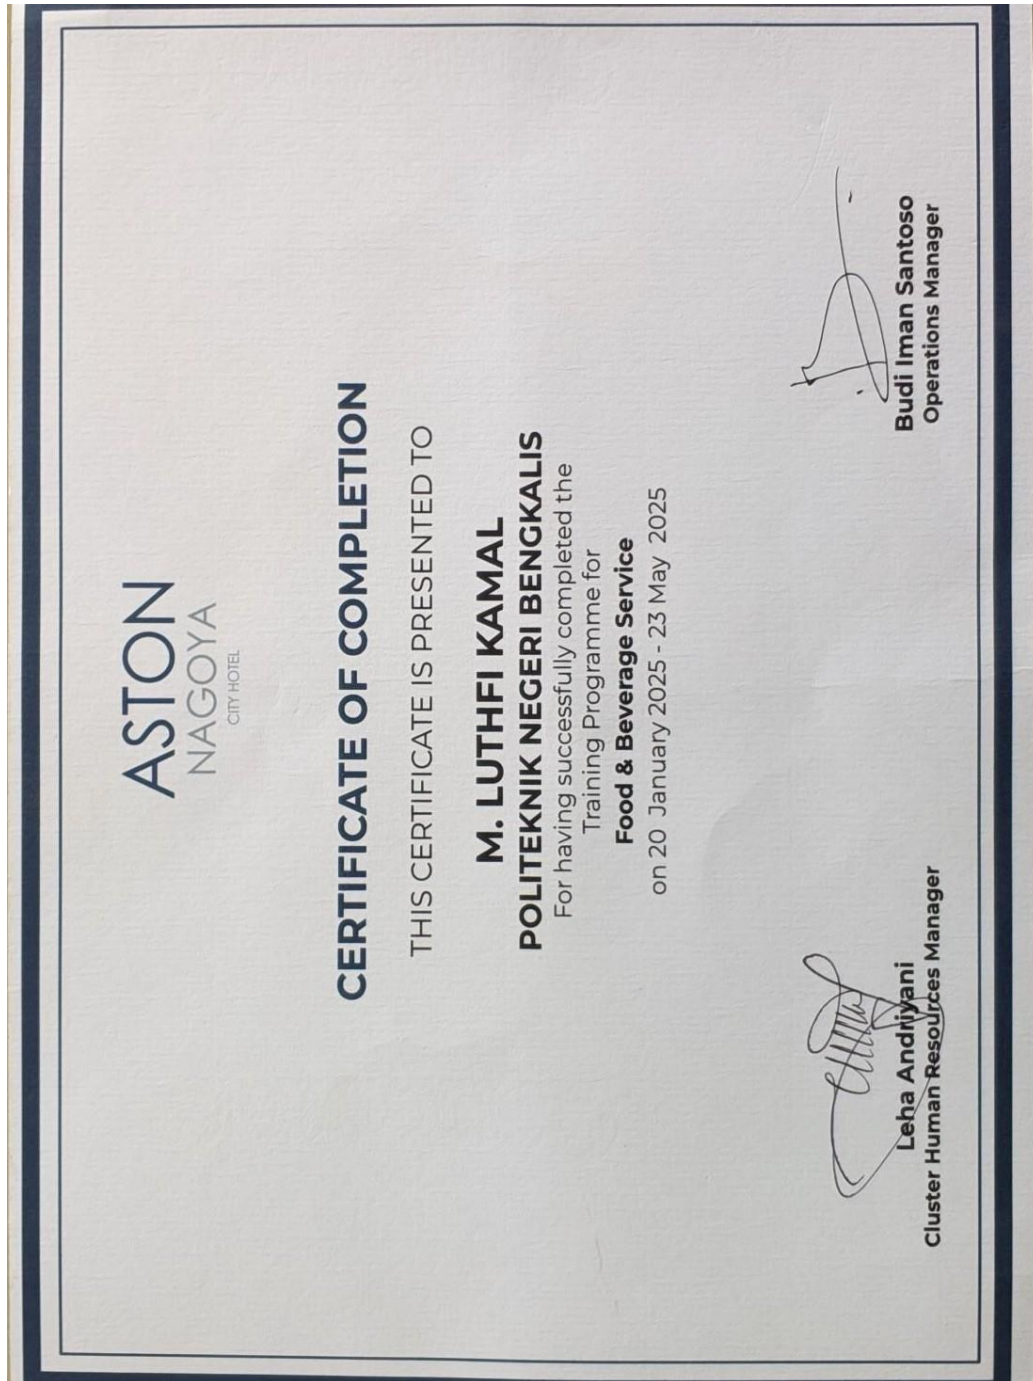 ASTON
NAGOYA
CITY HOTEL
CERTIFICATE OF COMPLETION
THIS CERTIFICATE IS PRESENTED TO
M. LUTHFI KAMAL
POLITEKNIK NEGERI BENGKALIS
For having successfully completed the
Training Programme for
Food & Beverage Service
on 20 January 2025 - 23 May 2025
Leha Andriyani
Cluster Human Resources Manager
Budi Iman Santoso
Operations Manager